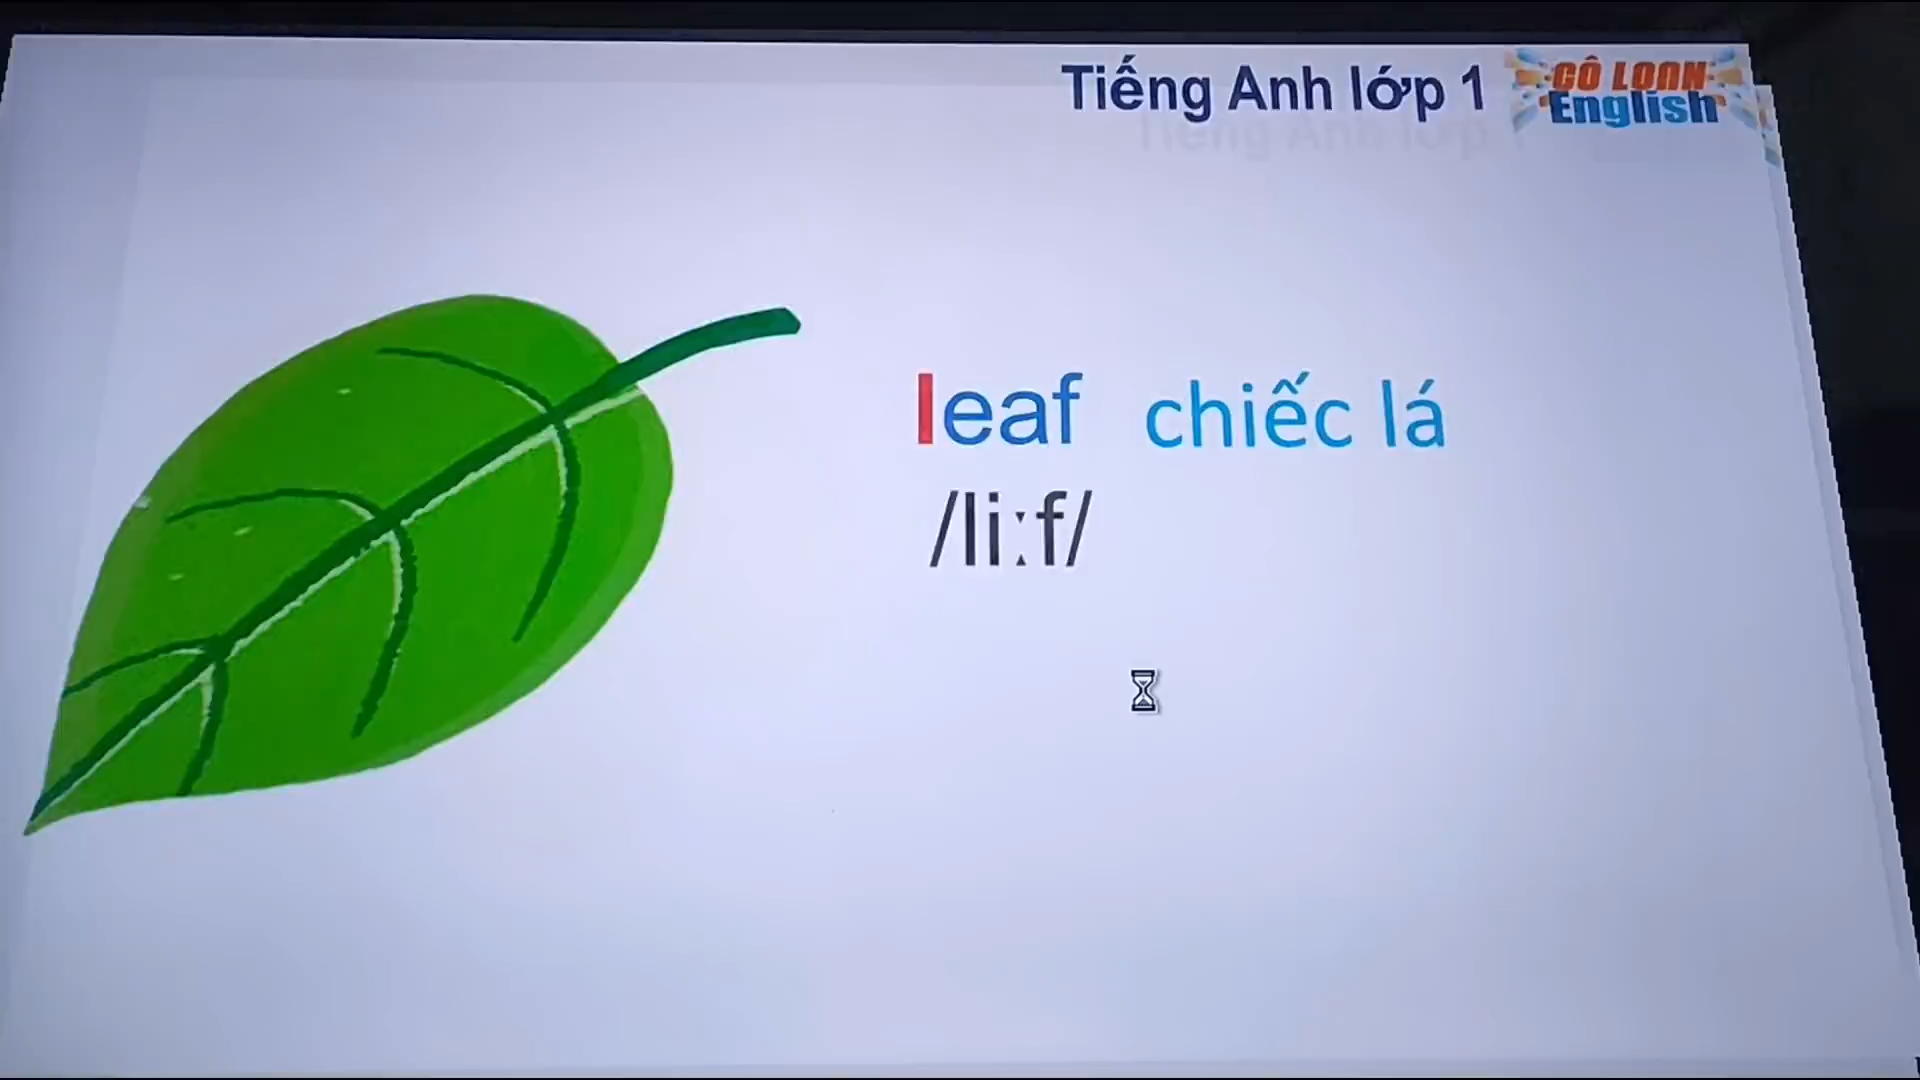 Tiếng Anh lớp 1
CÔ LOAN
English
leaf chiếc lá
/liːf/